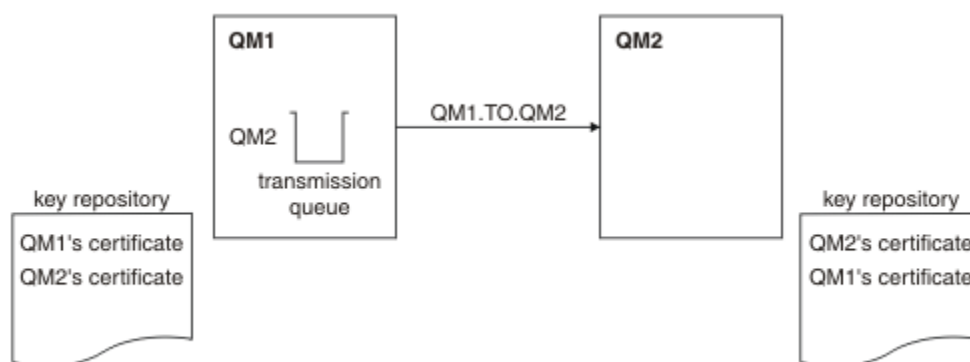 QM1
QM2
QM1.TO.QM2
QM2
transmission
queue
key repository
QM1's certificate
QM2's certificate
key repository
QM2's certificate
QM1's certificate